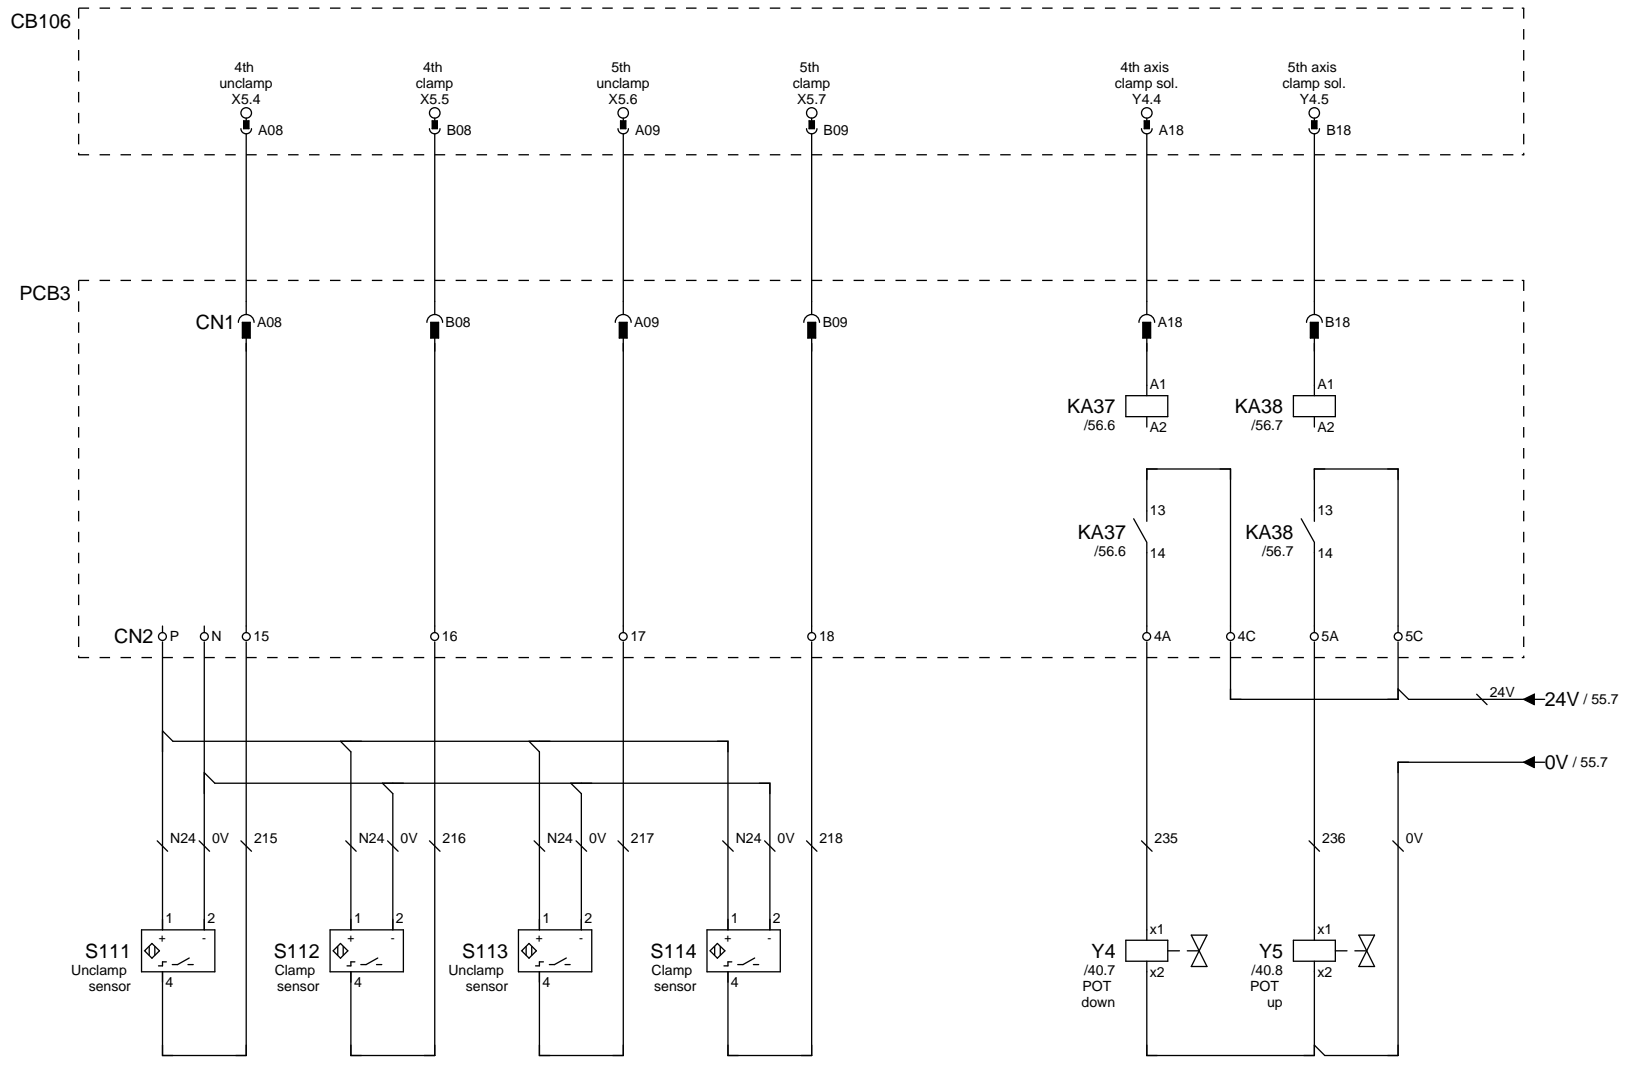 CB106
4th
unclamp
X5.4
4th
clamp
X5.5
5th
unclamp
X5.6
5th
clamp
X5.7
4th axis
clamp sol.
Y4.4
5th axis
clamp sol.
Y4.5
A08
B08
A09
B09
A18
B18
PCB3
CN1
A08
B08
A09
B09
A18
B18
KA37
/56.6
A1
A2
KA38
/56.7
A1
A2
KA37
/56.6
13
14
KA38
/56.7
13
14
CN2
P
N
15
16
17
18
4A
4C
5A
5C
24V
24V / 55.7
0V / 55.7
N24
0V
215
N24
0V
216
N24
0V
217
N24
0V
218
235
236
0V
S111
Unclamp
sensor
1
2
+
-
4
S112
Clamp
sensor
1
2
+
-
4
S113
Unclamp
sensor
1
2
+
-
4
S114
Clamp
sensor
1
2
+
-
4
Y4
/40.7
POT
down
x1
x2
Y5
/40.8
POT
up
x1
x2